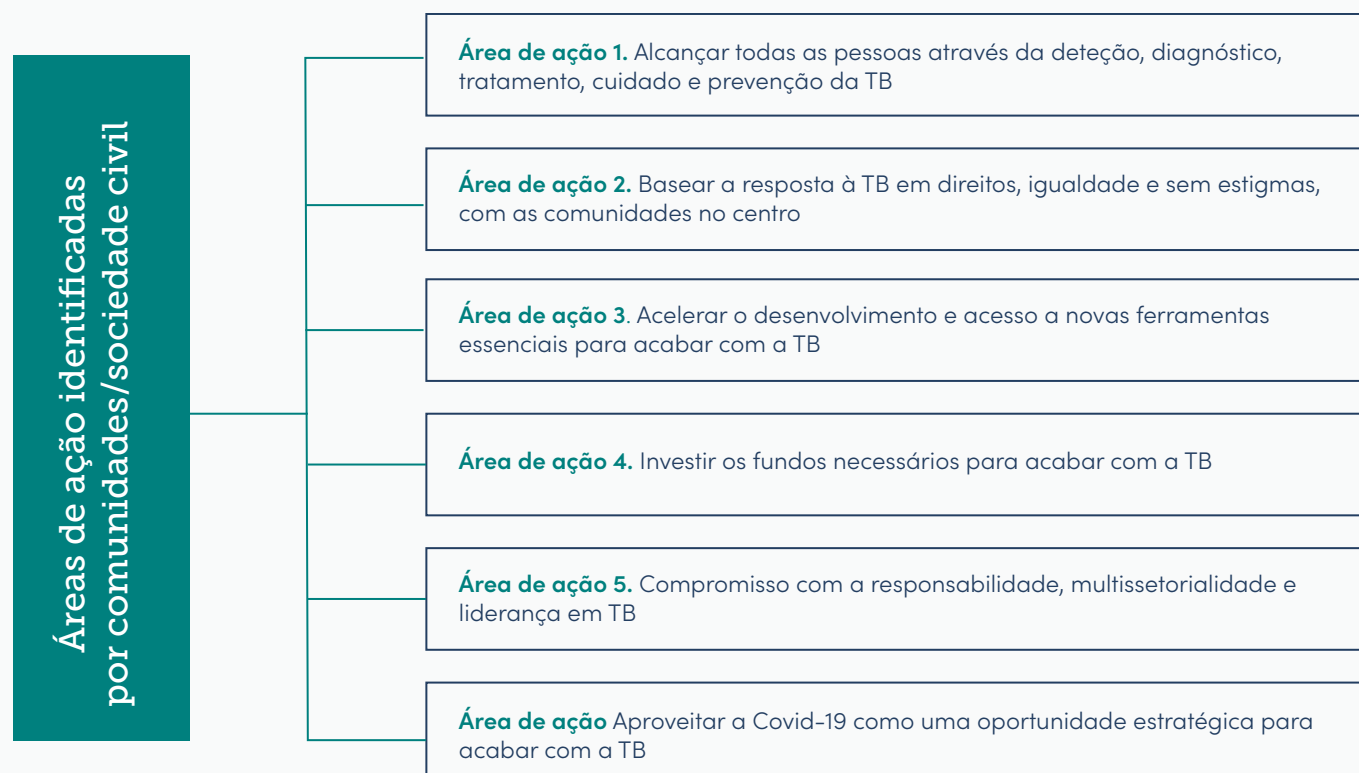 Áreas de ação identificadas
por comunidades/sociedade civil
Área de ação 1. Alcançar todas as pessoas através da deteção, diagnóstico,
tratamento, cuidado e prevenção da TB
Área de ação 2. Basear a resposta à TB em direitos, igualdade e sem estigmas,
com as comunidades no centro
Área de ação 3. Acelerar o desenvolvimento e acesso a novas ferramentas
essenciais para acabar com a TB
Área de ação 4. Investir os fundos necessários para acabar com a TB
Área de ação 5. Compromisso com a responsabilidade, multissetorialidade e
liderança em TB
Área de ação Aproveitar a Covid-19 como uma oportunidade estratégica para
acabar com a TB